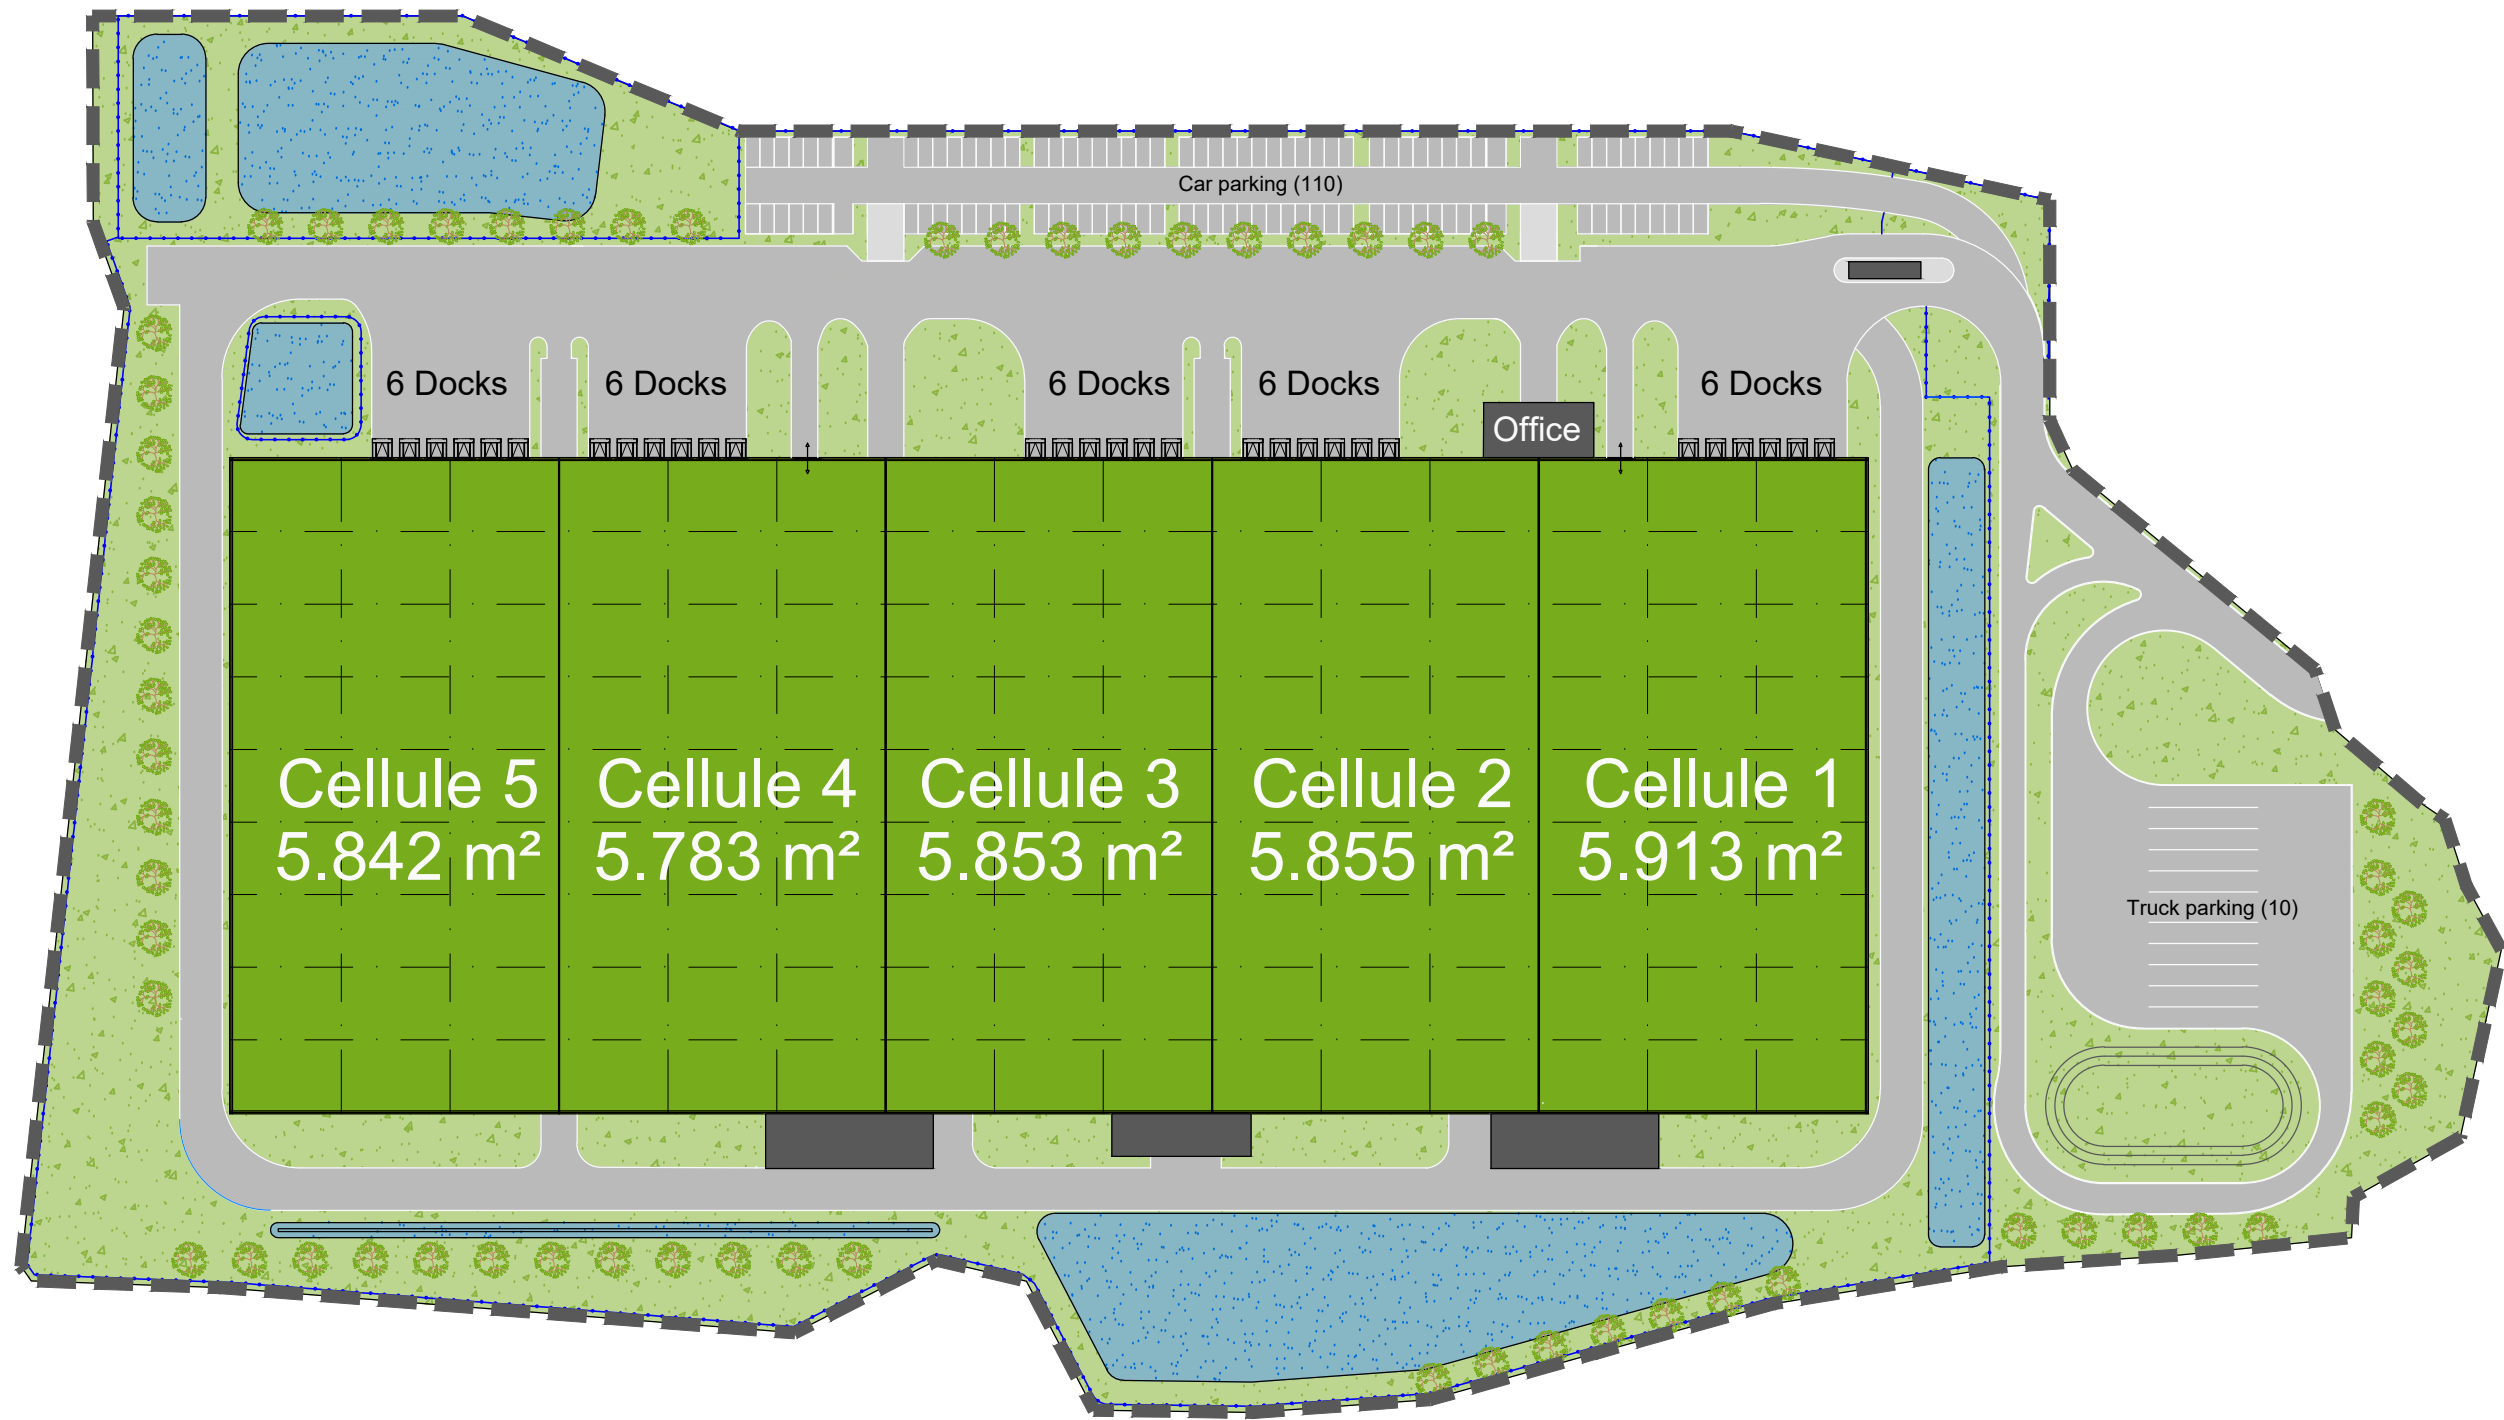 Car parking (110)
6 Docks
6 Docks
6 Docks
6 Docks
6 Docks
Office
Cellule 5
5.842 m²
Cellule 4
5.783 m²
Cellule 3
5.853 m²
Cellule 2
5.855 m²
Cellule 1
5.913 m²
Truck parking (10)